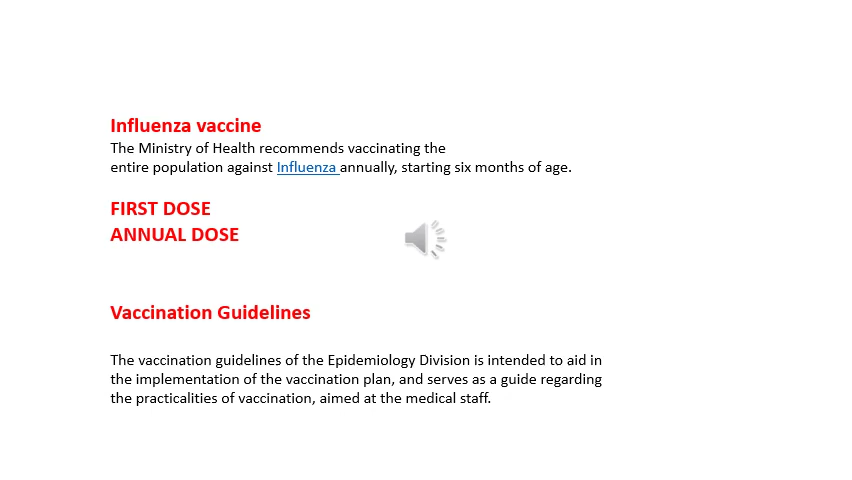 Influenza vaccine
The Ministry of Health recommends vaccinating the
entire population against Influenza annually, starting six months of age.
FIRST DOSE
ANNUAL DOSE
Vaccination Guidelines
The vaccination guidelines of the Epidemiology Division is intended to aid in
the implementation of the vaccination plan, and serves as a guide regarding
the practicalities of vaccination, aimed at the medical staff.